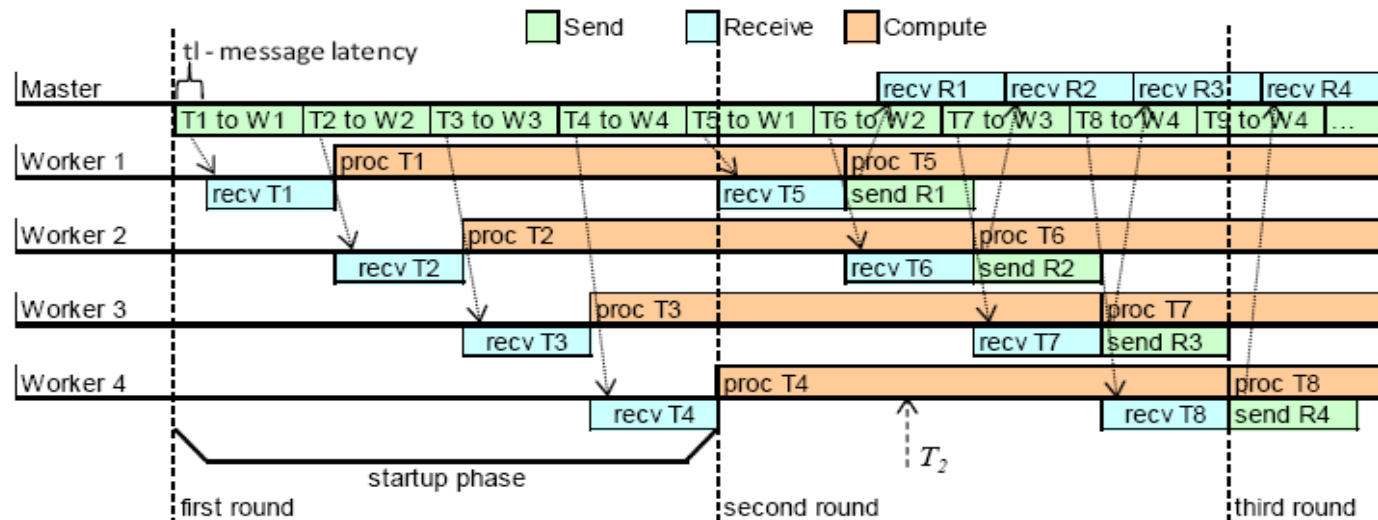 Send Receive Compute
tl - message latency
Master recv R1 recv R2 recv R3 recv R4
T1 to W1 T2 to W2 T3 to W3 T4 to W4 T5 to W1 T6 to W2 T7 to W3 T8 to W4 T9 to W4 ...
Worker 1 proc T1 proc T5
recv T1 recv T5 send R1
Worker 2 proc T2 proc T6
recv T2 recv T6 send R2
Worker 3 proc T3 proc T7
recv T3 recv T7 send R3
Worker 4 proc T4 proc T8
recv T4 recv T8 send R4
T2
startup phase
first round second round third round